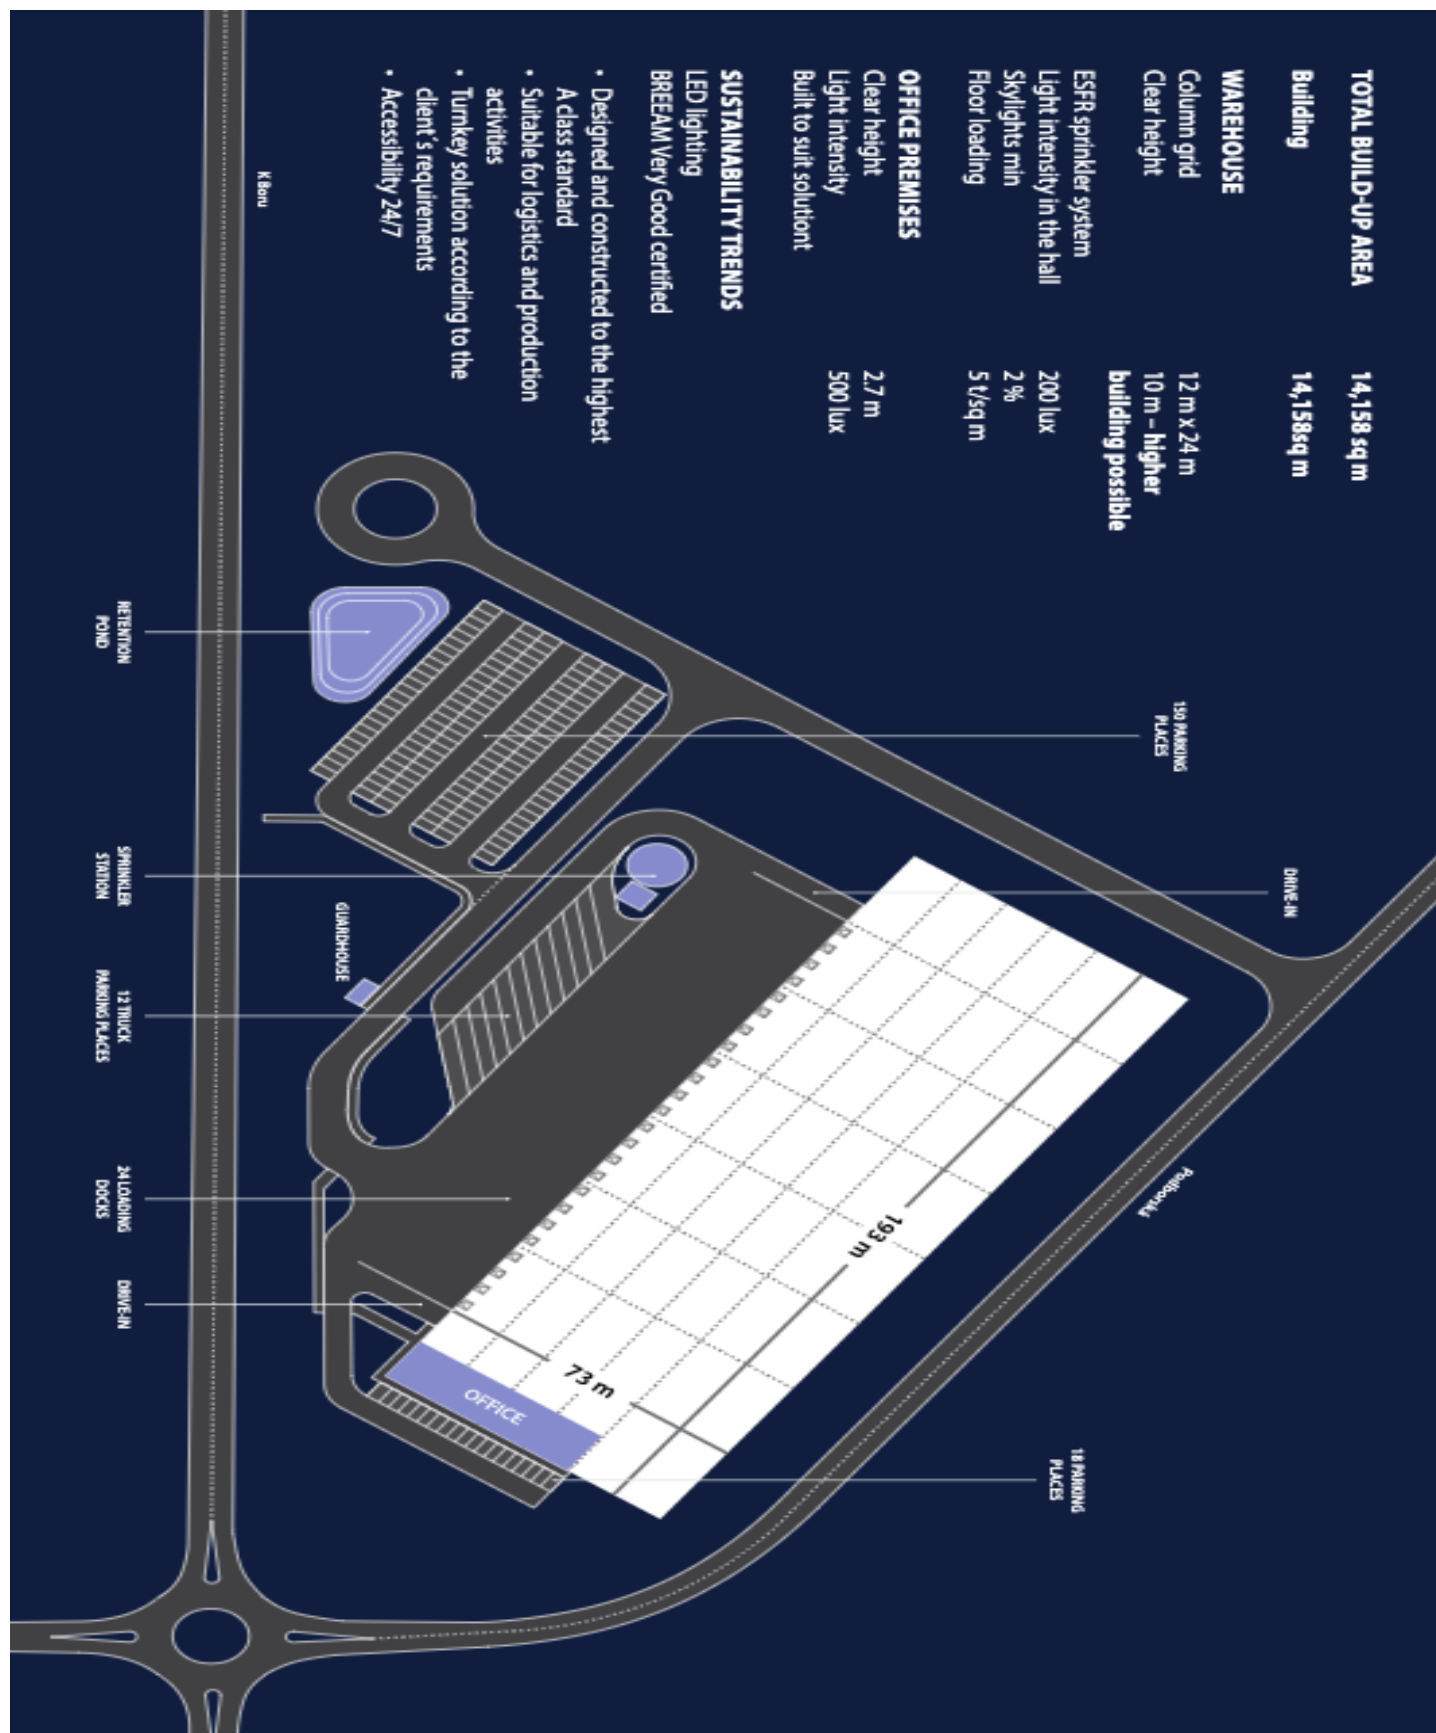 TOTAL BUILD-UP AREA 14,158 sq m
Building 14,158sq m
WAREHOUSE
Column grid 12 m x 24 m
Clear height 10 m – higher
building possible
ESFR sprinkler system
Light intensity in the hall 200 lux
Skylights min 2 %
Floor loading 5 t/sq m
OFFICE PREMISES
Clear height 2.7 m
Light intensity 500 lux
Built to suit solutiont
SUSTAINABILITY TRENDS
LED lighting
BREEAM Very Good certified
• Designed and constructed to the highest
A class standard
• Suitable for logistics and production
activities
• Turnkey solution according to the
client´s requirements
• Accessiblity 24/7
150 PARKING
PLACES
DRIVE-IN
Podborská
18 PARKING
PLACES
193 m
73 m
OFFICE
GUARDHOUSE
K Boru
RETENTION
POND
SPRINKLER
STATION
12 TRUCK
PARKING PLACES
24 LOADING
DOCKS
DRIVE-IN